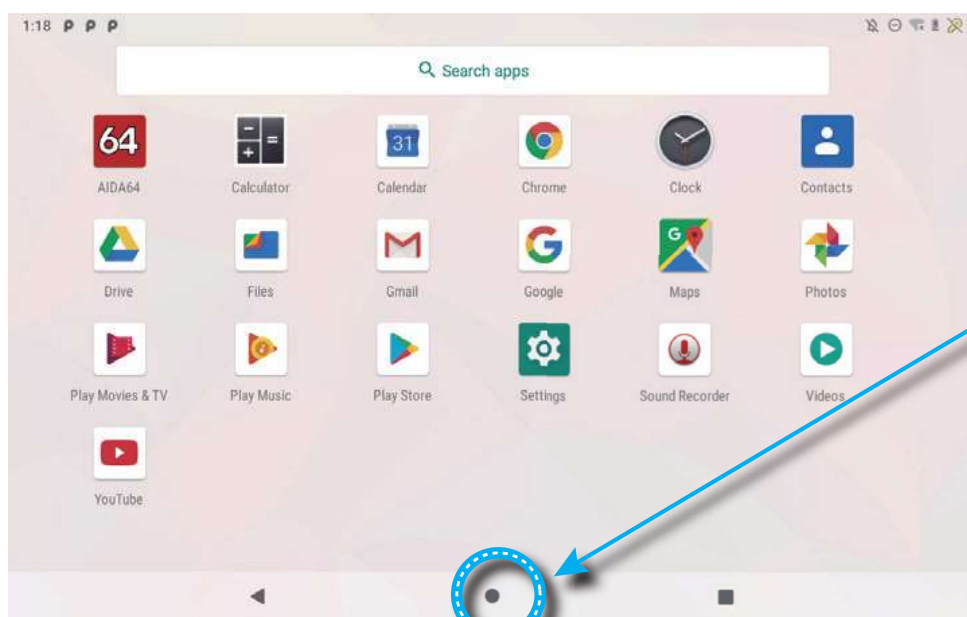 1:18 P P P
Search apps
64
31
G
AIDA64 Calculator Calendar Chrome Clock Contacts
G
Drive Files Gmail Google Maps Photos
Play Movies & TV Play Music Play Store Settings Sound Recorder Videos
YouTube